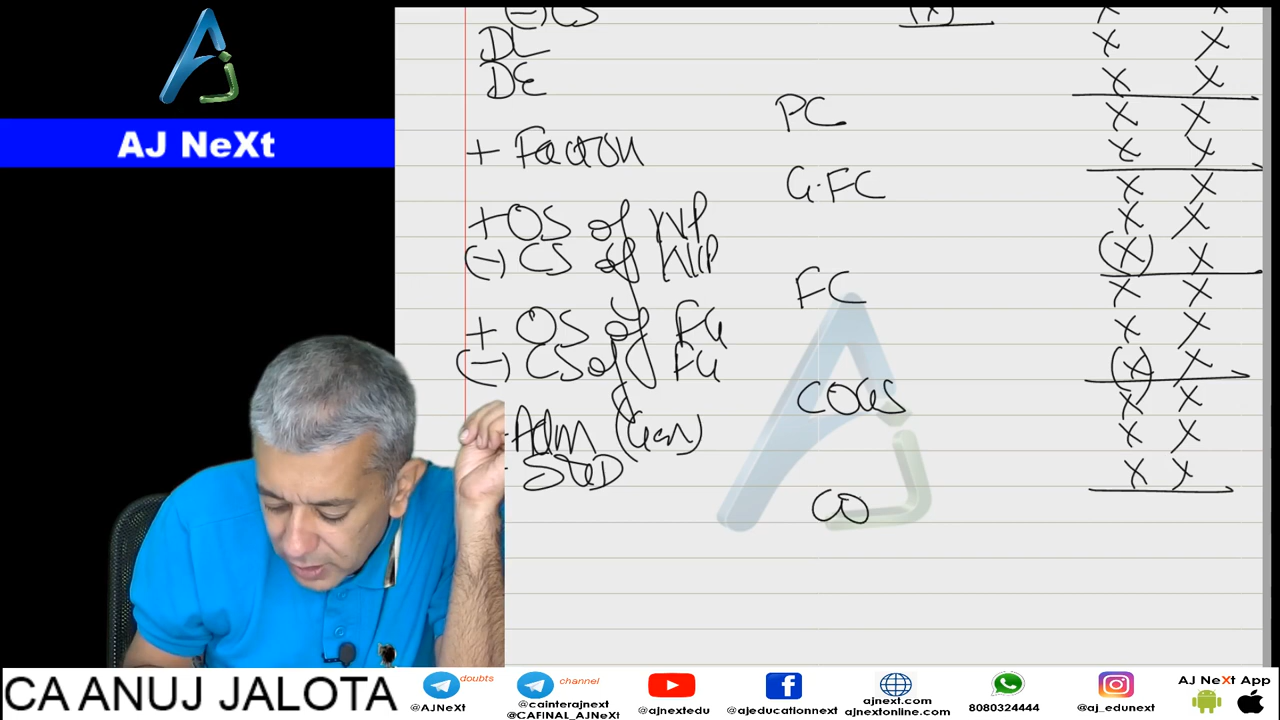 AJ NeXt
(-) CS (X) X X
DL X X
DE X X
PC X X
+ Factory X X
G.FC X X
+ OS of WIP X X
(-) CS of WIP (X) X
FC X X
+ OS of FG X X
(-) CS of FG (X) X
COGS X X
Adm (Gen) X X
S&D X X
CO
CA ANUJ JALOTA
doubts
@AJNeXt
channel
@cainterajnext
@CAFINAL_AJNeXt
@ajnextedu
@ajeducationnext
ajnext.com
ajnextonline.com
8080324444
@aj_edunext
AJ NeXt App